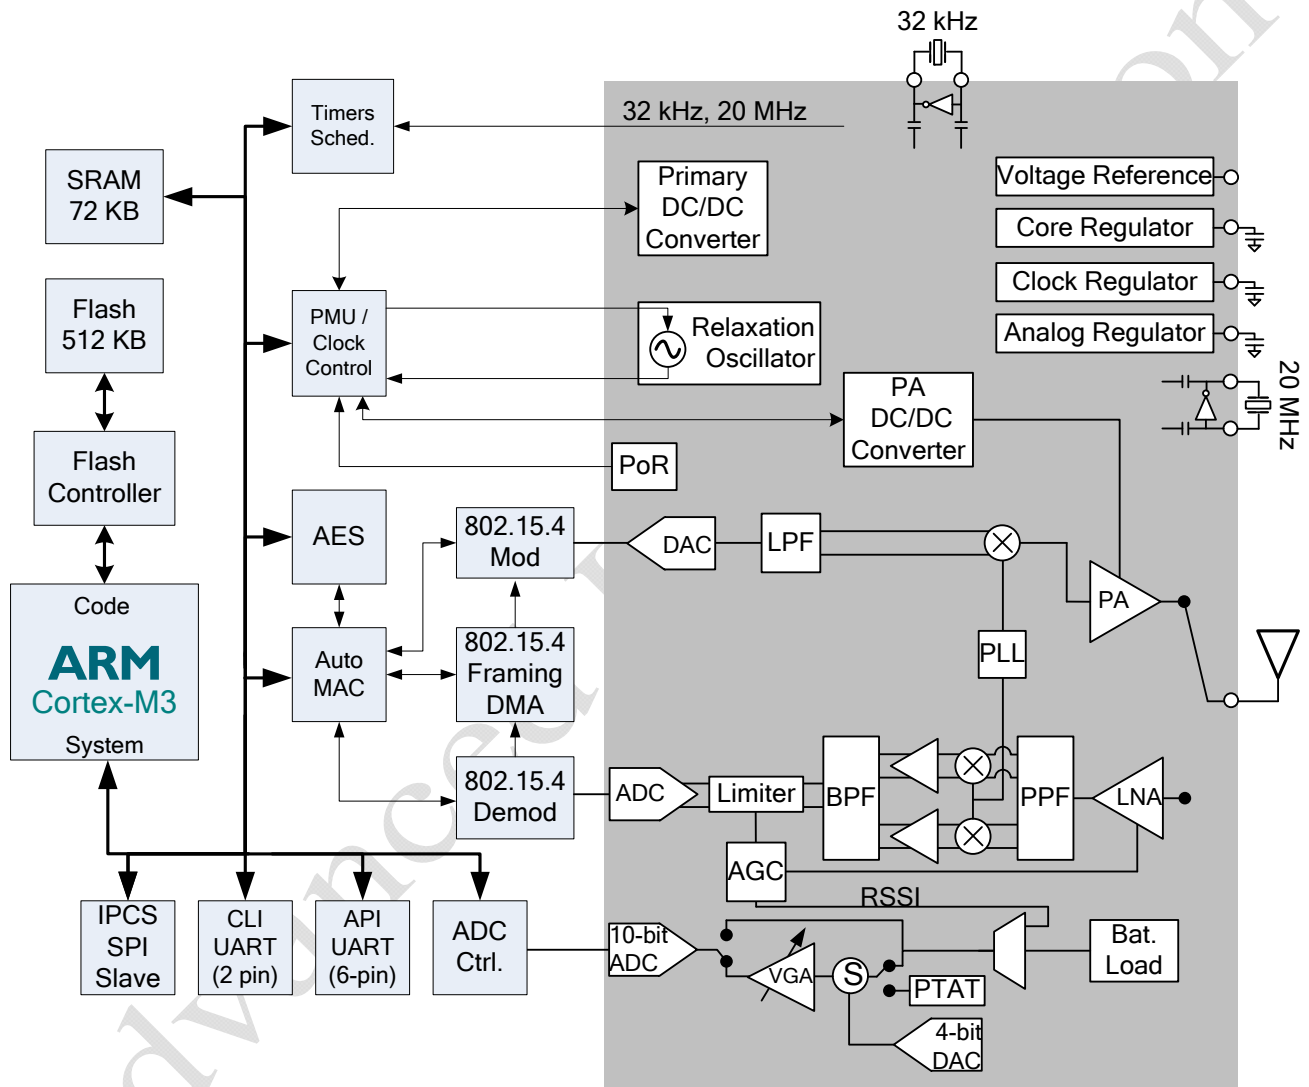 32 kHz
32 kHz, 20 MHz
Timers
Sched.
SRAM
72 KB
Primary
DC/DC
Converter
Voltage Reference
Core Regulator
Clock Regulator
Analog Regulator
20 MHz
Flash
512 KB
PMU /
Clock
Control
Relaxation
Oscillator
PA
DC/DC
Converter
PoR
Flash
Controller
AES
802.15.4
Mod
DAC
LPF
PA
Code
ARM
Cortex-M3
System
Auto
MAC
802.15.4
Framing
DMA
PLL
802.15.4
Demod
ADC
Limiter
BPF
PPF
LNA
AGC
RSSI
IPCS
SPI
Slave
CLI
UART
(2 pin)
API
UART
(6-pin)
ADC
Ctrl.
10-bit
ADC
VGA
S
PTAT
Bat.
Load
4-bit
DAC